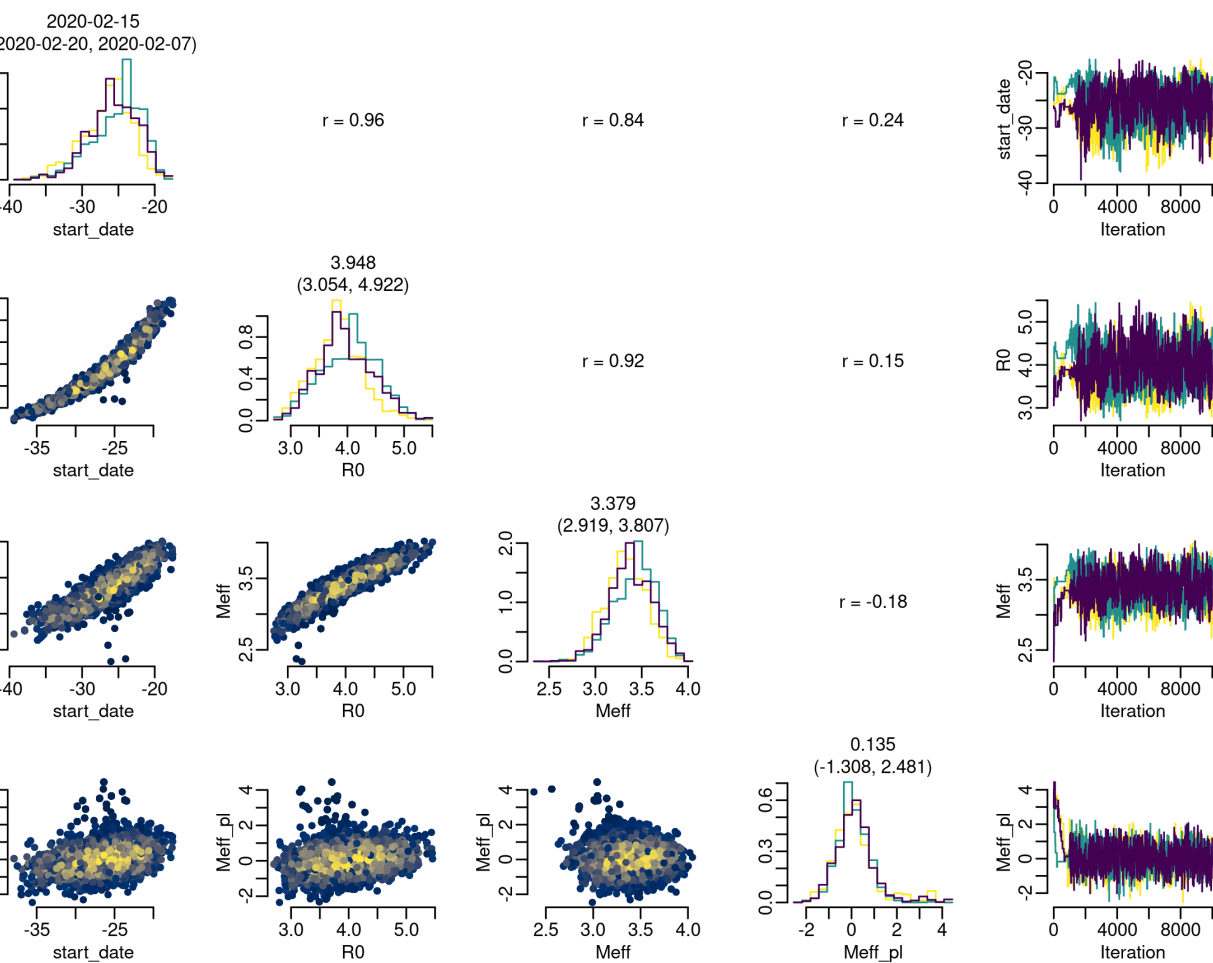 2020-02-15
2020-02-20, 2020-02-07)
-20
-30
-40
start_date
r = 0.96
r = 0.84
r = 0.24
-40 -30 -20
start_date
0 4000 8000
Iteration
3.948
(3.054, 4.922)
0.8
0.4
0.0
r = 0.92
r = 0.15
5.0
4.0
3.0
R0
-35 -25
start_date
3.0 4.0 5.0
R0
0 4000 8000
Iteration
3.379
(2.919, 3.807)
Meff
3.5
2.5
2.0
1.0
0.0
r = -0.18
Meff
3.5
2.5
-40 -30 -20
start_date
3.0 4.0 5.0
R0
2.5 3.0 3.5 4.0
Meff
0 4000 8000
Iteration
0.135
(-1.308, 2.481)
Meff_pl
4
2
0
-2
Meff_pl
4
2
0
-2
0.6
0.3
0.0
Meff_pl
4
2
0
-2
-35 -25
start_date
3.0 4.0 5.0
R0
2.5 3.0 3.5 4.0
Meff
-2 0 2 4
Meff_pl
0 4000 8000
Iteration